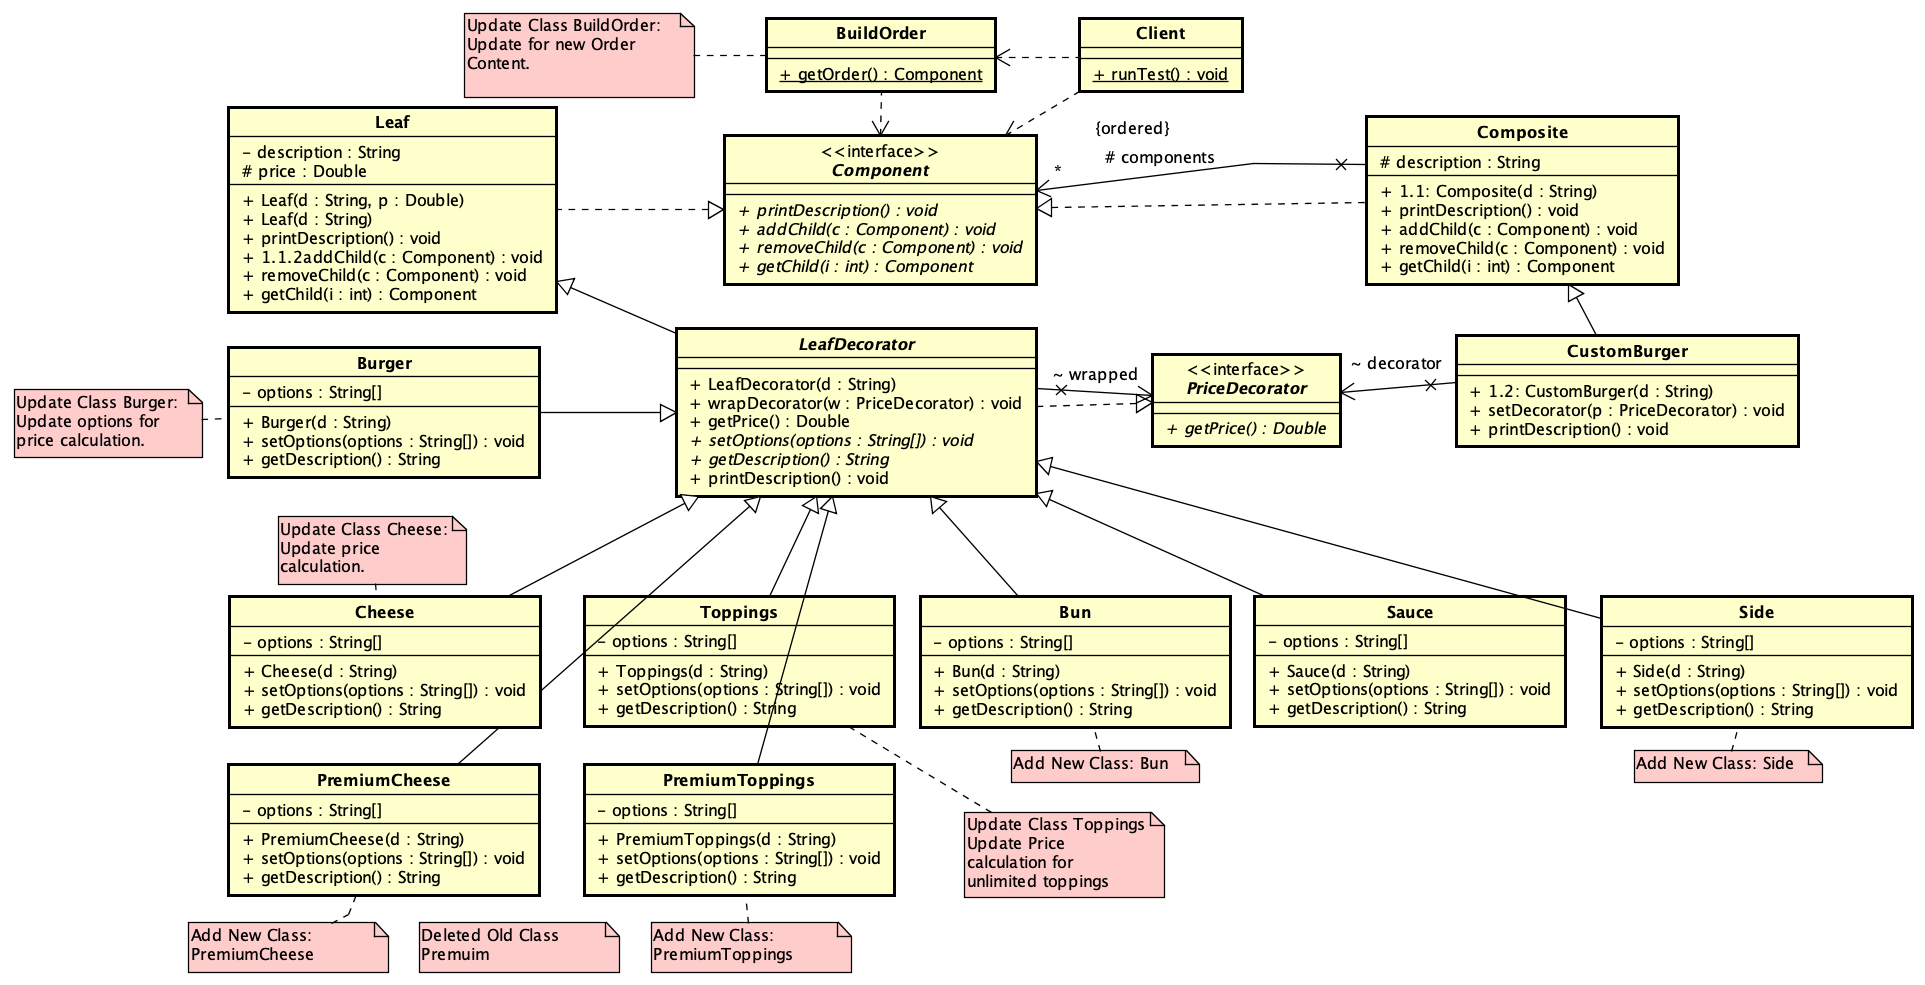 Update Class BuildOrder:
Update for new Order
Content.
BuildOrder
+ getOrder() : Component
Client
+ runTest() : void
Leaf
– description : String
# price : Double
+ Leaf(d : String, p : Double)
+ Leaf(d : String)
+ printDescription() : void
+ 1.1.2addChild(c : Component) : void
+ removeChild(c : Component) : void
+ getChild(i : int) : Component
<<interface>>
Component
+ printDescription() : void
+ addChild(c : Component) : void
+ removeChild(c : Component) : void
+ getChild(i : int) : Component
{ordered}
# components
*
Composite
# description : String
+ 1.1: Composite(d : String)
+ printDescription() : void
+ addChild(c : Component) : void
+ removeChild(c : Component) : void
+ getChild(i : int) : Component
Update Class Burger:
Update options for
price calculation.
Burger
– options : String[]
+ Burger(d : String)
+ setOptions(options : String[]) : void
+ getDescription() : String
LeafDecorator
+ LeafDecorator(d : String)
+ wrapDecorator(w : PriceDecorator) : void
+ getPrice() : Double
+ setOptions(options : String[]) : void
+ getDescription() : String
+ printDescription() : void
~ wrapped
<<interface>>
PriceDecorator
+ getPrice() : Double
~ decorator
CustomBurger
+ 1.2: CustomBurger(d : String)
+ setDecorator(p : PriceDecorator) : void
+ printDescription() : void
Update Class Cheese:
Update price
calculation.
Cheese
– options : String[]
+ Cheese(d : String)
+ setOptions(options : String[]) : void
+ getDescription() : String
Toppings
– options : String[]
+ Toppings(d : String)
+ setOptions(options : String[]) : void
+ getDescription() : String
Bun
– options : String[]
+ Bun(d : String)
+ setOptions(options : String[]) : void
+ getDescription() : String
Sauce
– options : String[]
+ Sauce(d : String)
+ setOptions(options : String[]) : void
+ getDescription() : String
Side
– options : String[]
+ Side(d : String)
+ setOptions(options : String[]) : void
+ getDescription() : String
Add New Class: Bun
Add New Class: Side
PremiumCheese
– options : String[]
+ PremiumCheese(d : String)
+ setOptions(options : String[]) : void
+ getDescription() : String
PremiumToppings
– options : String[]
+ PremiumToppings(d : String)
+ setOptions(options : String[]) : void
+ getDescription() : String
Update Class Toppings
Update Price
calculation for
unlimited toppings
Add New Class:
PremiumCheese
Deleted Old Class
Premuim
Add New Class:
PremiumToppings